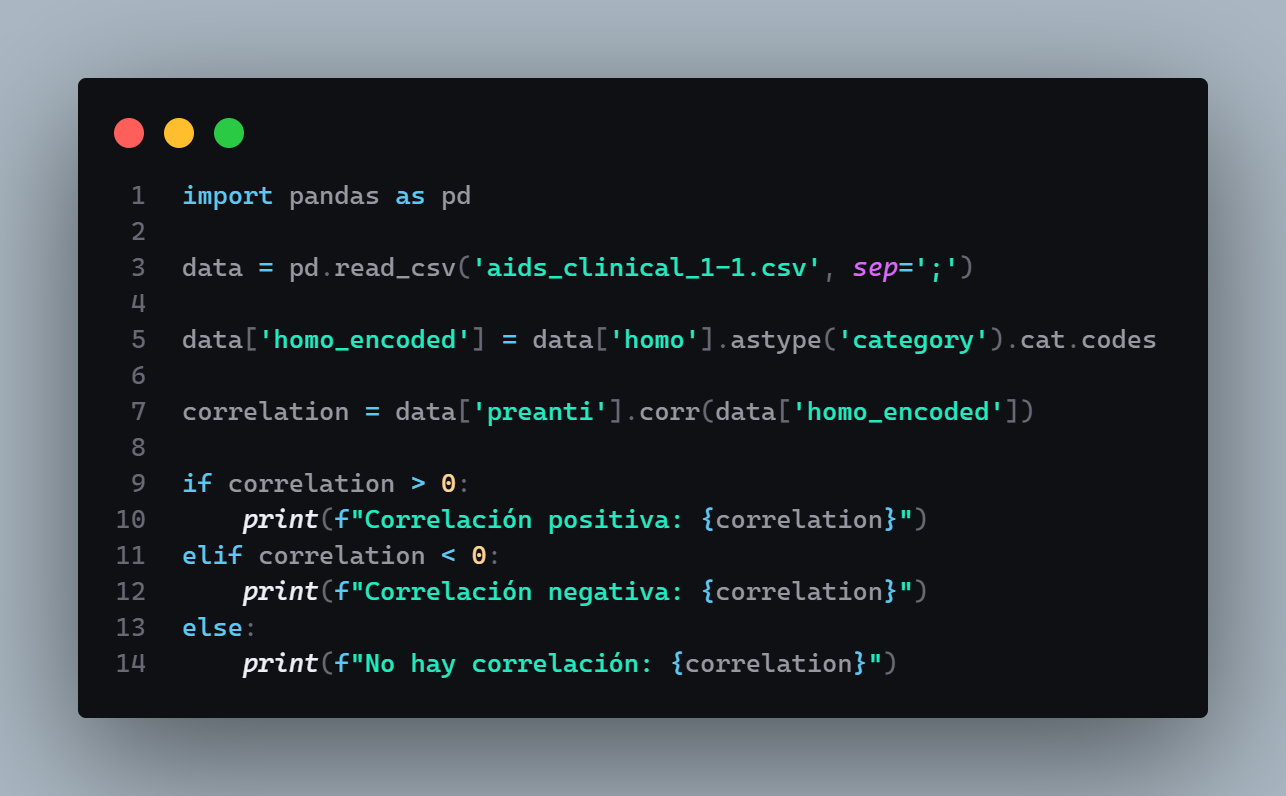 1 import pandas as pd
2
3 data = pd.read_csv('aids_clinical_1-1.csv', sep=';')
4
5 data['homo_encoded'] = data['homo'].astype('category').cat.codes
6
7 correlation = data['preanti'].corr(data['homo_encoded'])
8
9 if correlation > 0:
10     print(f"Correlación positiva: {correlation}")
11 elif correlation < 0:
12     print(f"Correlación negativa: {correlation}")
13 else:
14     print(f"No hay correlación: {correlation}")